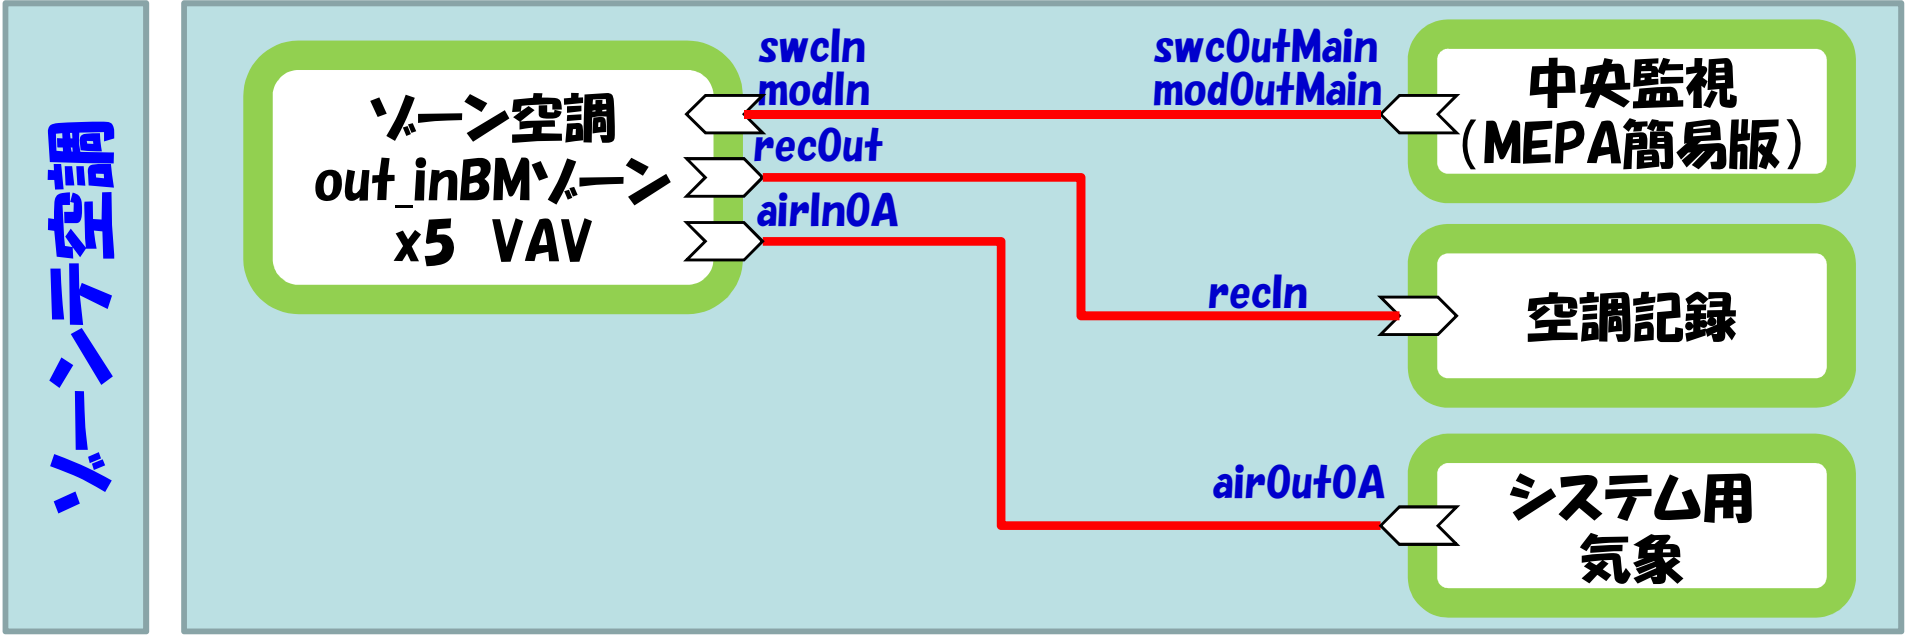 ゾーン空調
swcIn
modIn
recOut
airInOA
ゾーン空調
out_inBMゾーン
x5 VAV
swcOutMain
modOutMain
中央監視
（MEPA簡易版）
recIn
空調記録
airOutOA
システム用
気象